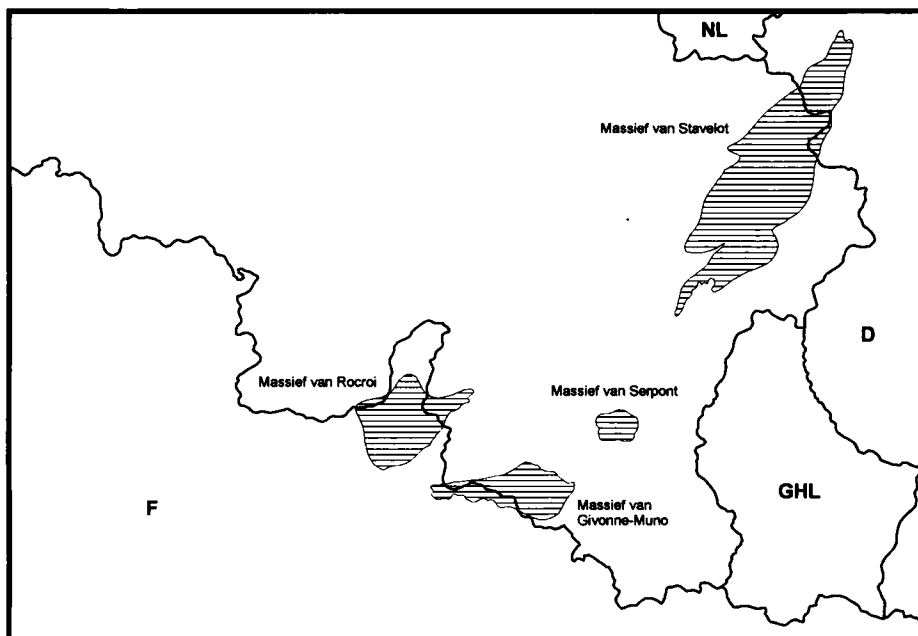 NL
Massief van Stavelot
D
Massief van Rocroi
Massief van Serpont
GHL
F
Massief van
Givonne-Muno